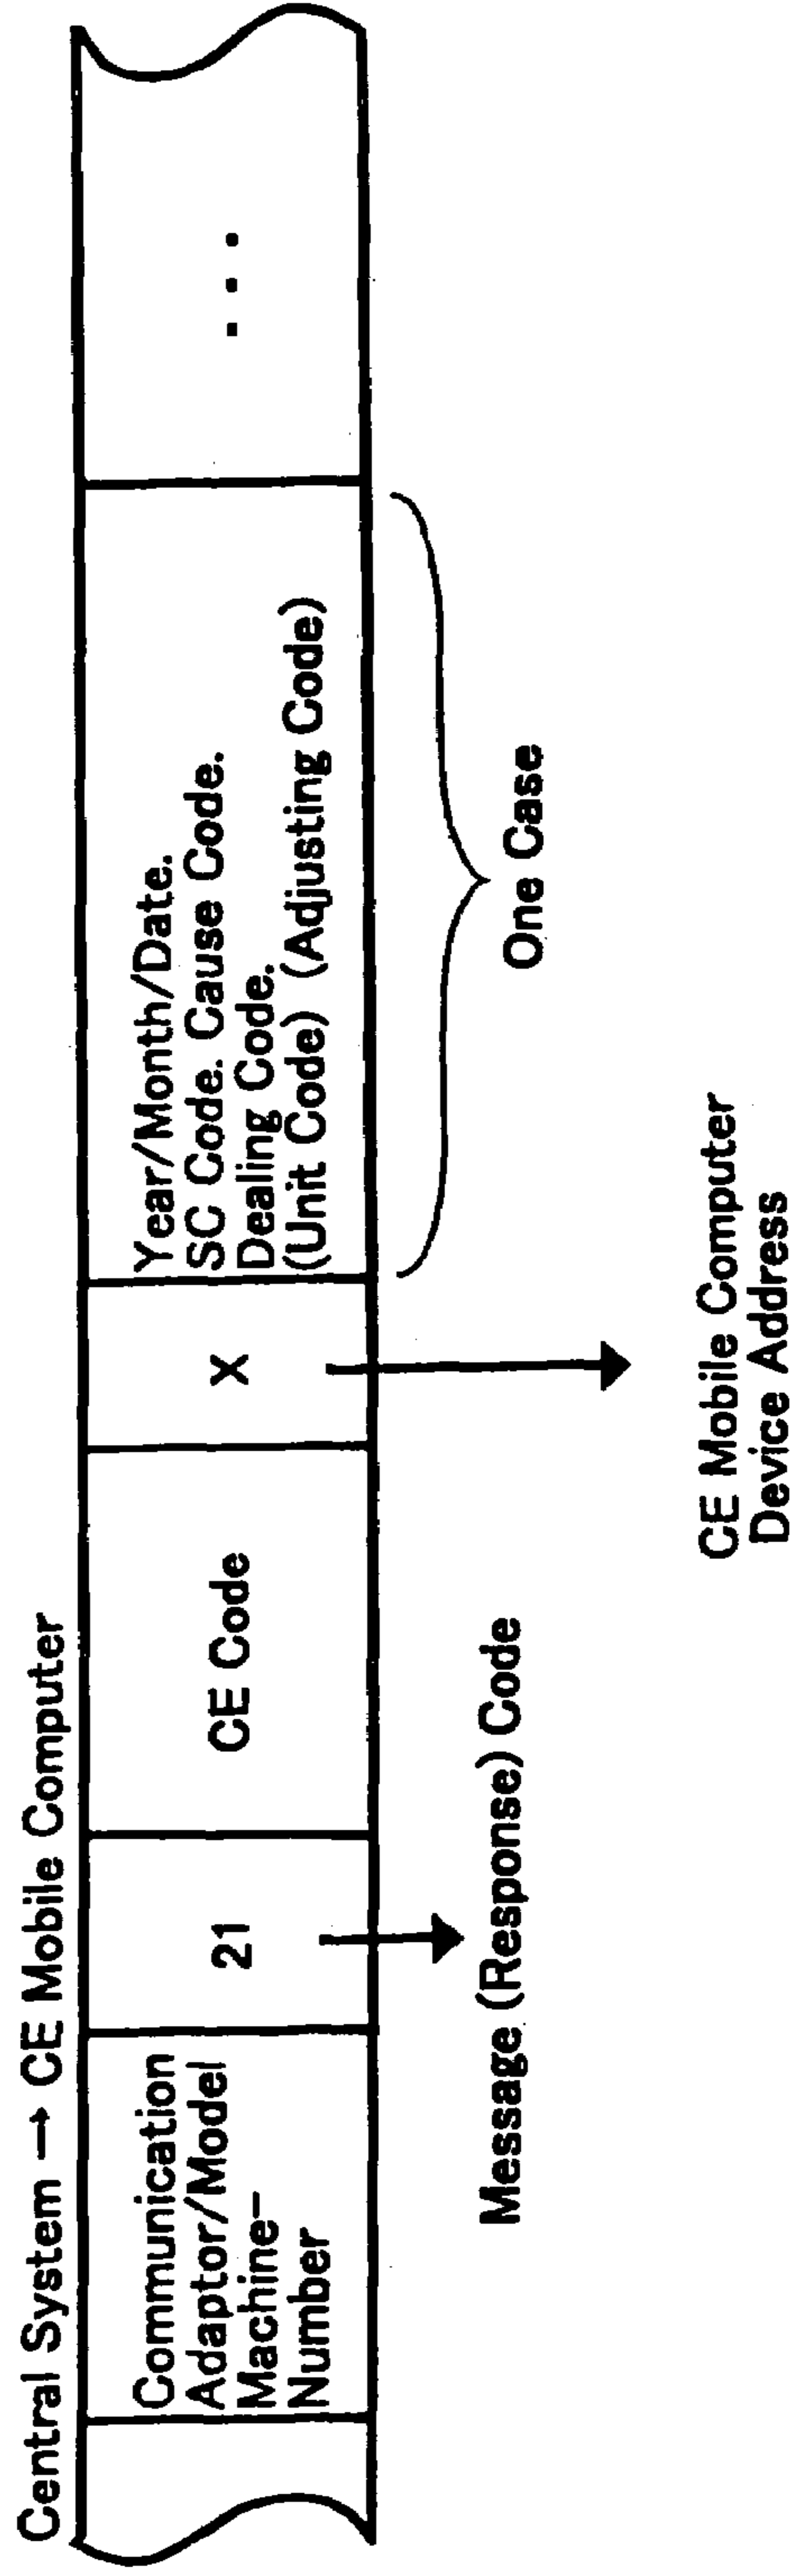 Central System → CE Mobile Computer
Communication
Adaptor/Model
Machine-
Number
21
CE Code
X
Year/Month/Date.
SC Code. Cause Code.
Dealing Code.
(Unit Code) (Adjusting Code)
...
Message (Response) Code
CE Mobile Computer
Device Address
One Case